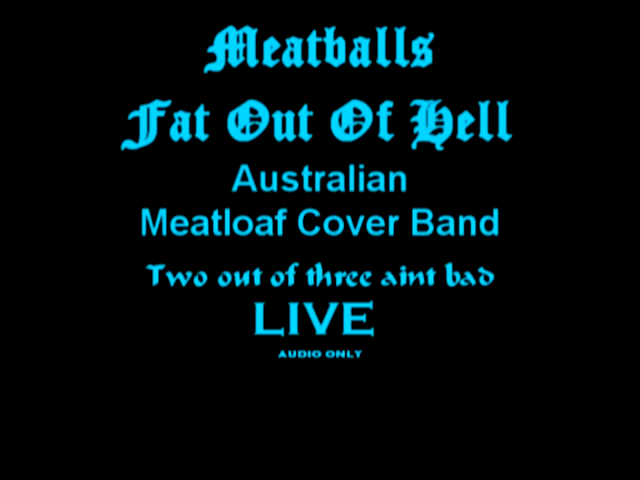 Meatballs
Fat Out Of Hell
Australian
Meatloaf Cover Band
Two out of three aint bad
LIVE
AUDIO ONLY